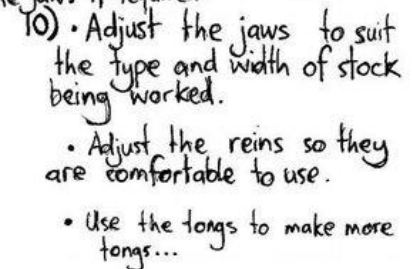 10) • Adjust the jaws to suit
the type and width of stock
being worked.
• Adjust the reins so they
are comfortable to use.
• Use the tongs to make more
tongs...